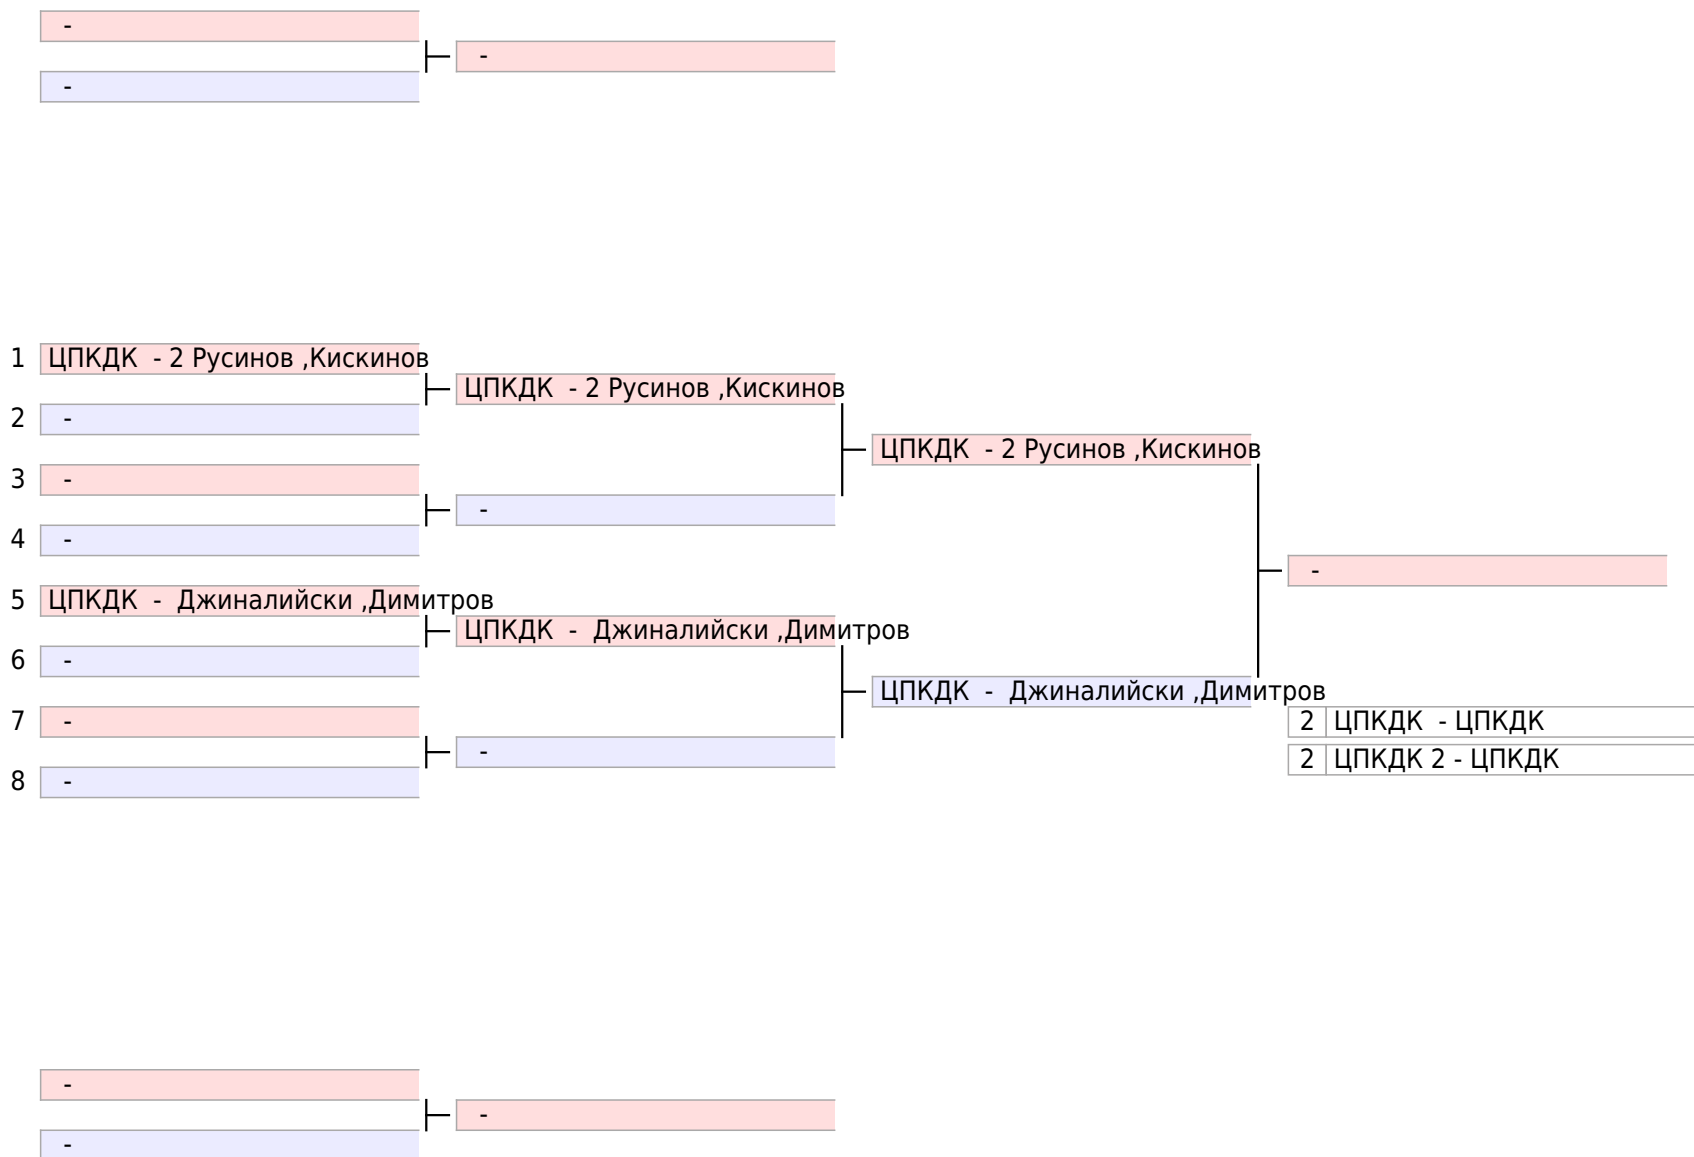 -
-
-
1 ЦПКДК - 2 Русинов ,Кискинов
ЦПКДК - 2 Русинов ,Кискинов
2 -
ЦПКДК - 2 Русинов ,Кискинов
3 -
-
4 -
-
5 ЦПКДК - Джиналийски ,Димитров
ЦПКДК - Джиналийски ,Димитров
6 -
ЦПКДК - Джиналийски ,Димитров
7 -
2 ЦПКДК - ЦПКДК
-
2 ЦПКДК 2 - ЦПКДК
8 -
-
-
-